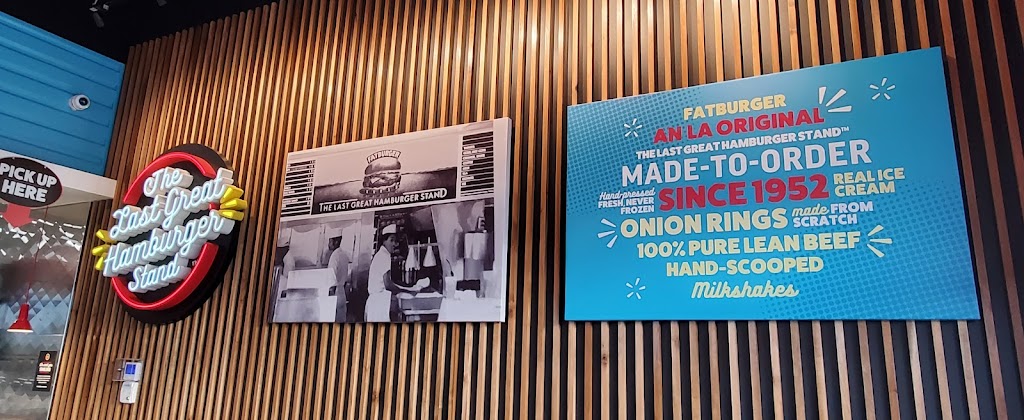 PICK UP
HERE
The
Last Great
Hamburger
Stand
FATBURGER
THE LAST GREAT HAMBURGER STAND
FATBURGER
AN LA ORIGINAL
THE LAST GREAT HAMBURGER STAND™
MADE-TO-ORDER
Hand-pressed
FRESH, NEVER
FROZEN
SINCE 1952
REAL ICE
CREAM
ONION RINGS
made FROM
SCRATCH
100% PURE LEAN BEEF
HAND-SCOOPED
Milkshakes